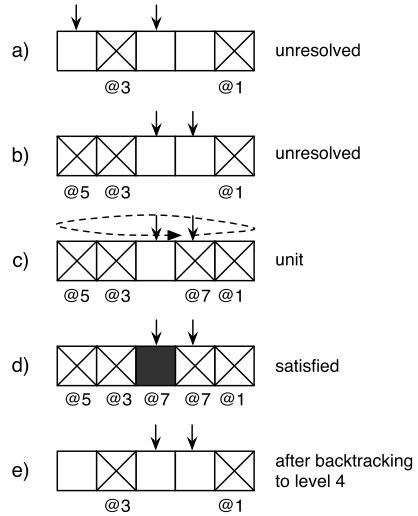 a) unresolved
@3 @1
b) unresolved
@5 @3 @1
c) unit
@5 @3 @7 @1
d) satisfied
@5 @3 @7 @7 @1
e) after backtracking
to level 4
@3 @1